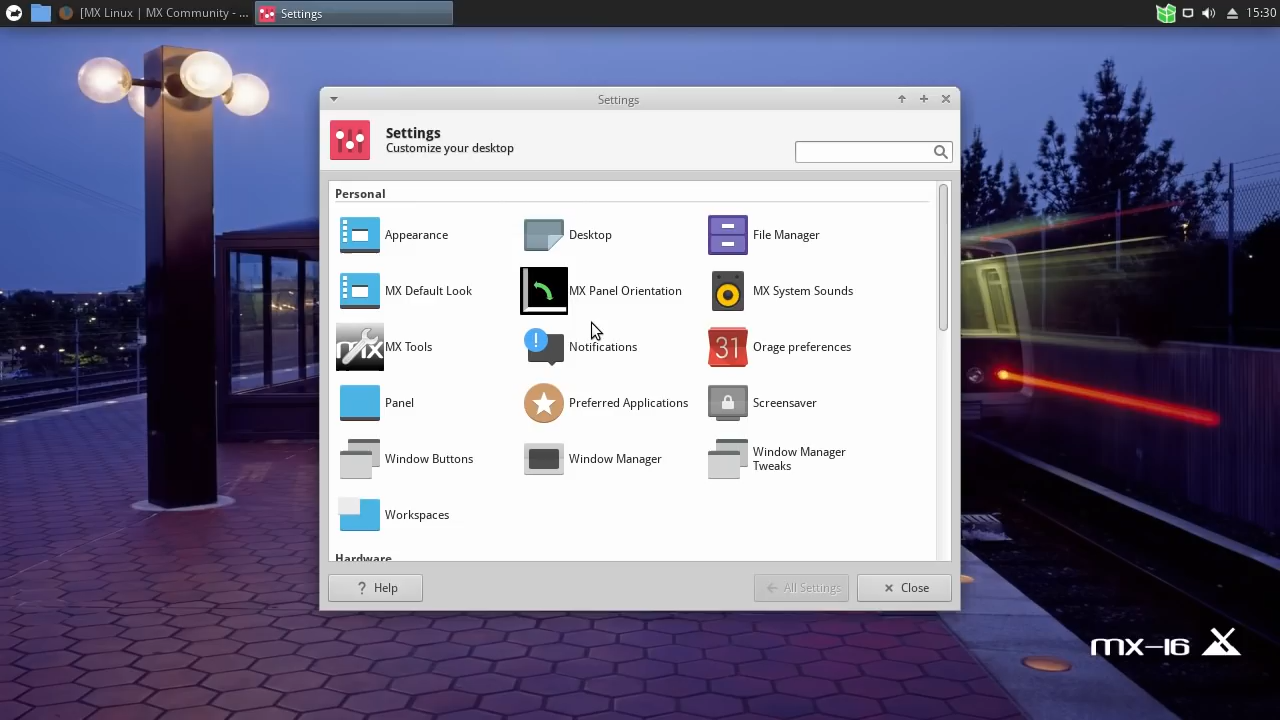 [MX Linux | MX Community - ...
Settings
15:30
Settings
Settings
Customize your desktop
Personal
Appearance
Desktop
File Manager
MX Default Look
MX Panel Orientation
MX System Sounds
mx
MX Tools
!
Notifications
31
Orage preferences
Panel
Preferred Applications
Screensaver
Window Buttons
Window Manager
Window Manager
Tweaks
Workspaces
Hardware
? Help
All Settings
Close
mx-16